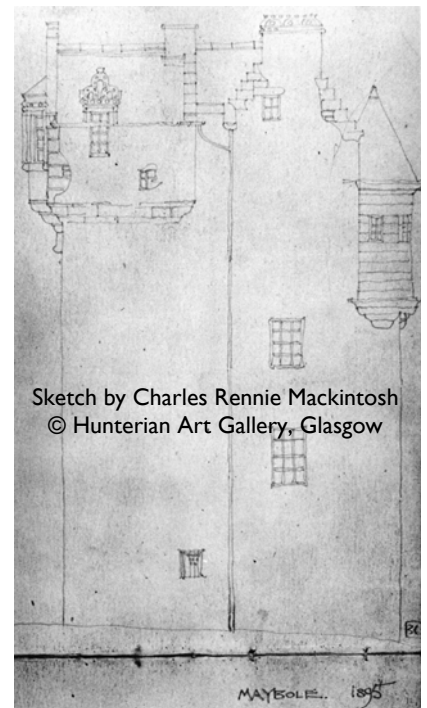 Sketch by Charles Rennie Mackintosh
© Hunterian Art Gallery, Glasgow
MAYBOLE. 1895